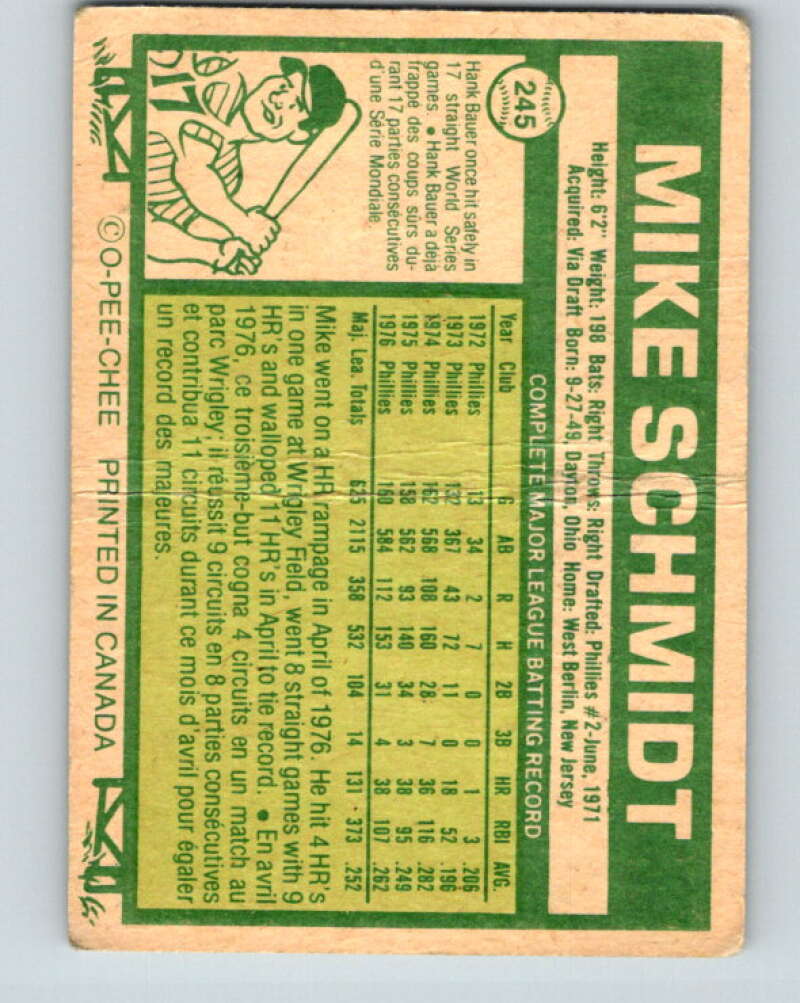 MIKE SCHMIDT
245
Height: 6'2" Weight: 198 Bats: Right Throws: Right Drafted: Phillies #2-June, 1971
Acquired: Via Draft Born: 9-27-49, Dayton, Ohio Home: West Berlin, New Jersey
COMPLETE MAJOR LEAGUE BATTING RECORD
Year Club G AB R H 2B 3B HR RBI AVG.
1972 Phillies 13 34 2 7 0 0 1 3 .206
1973 Phillies 132 367 43 72 11 0 18 52 .196
1974 Phillies 162 568 108 160 28 7 36 116 .282
1975 Phillies 158 562 93 140 34 3 38 95 .249
1976 Phillies 160 584 112 153 31 4 38 107 .262
Maj. Lea. Totals 625 2115 358 532 104 14 131 373 .252
Mike went on a HR rampage in April of 1976. He hit 4 HR's
in one game at Wrigley Field, went 8 straight games with 9
HR's and walloped 11 HR's in April to tie record. • En avril
1976, ce troisième-but cogna 4 circuits en un match au
parc Wrigley; il réussit 9 circuits en 8 parties consécutives
et contribua 11 circuits durant ce mois d'avril pour égaler
un record des majeures.
Hank Bauer once hit safely in
17 straight World Series
games. • Hank Bauer a déjà
frappé des coups sûrs du-
rant 17 parties consécutives
d'une Série Mondiale.
17
© O-PEE-CHEE PRINTED IN CANADA